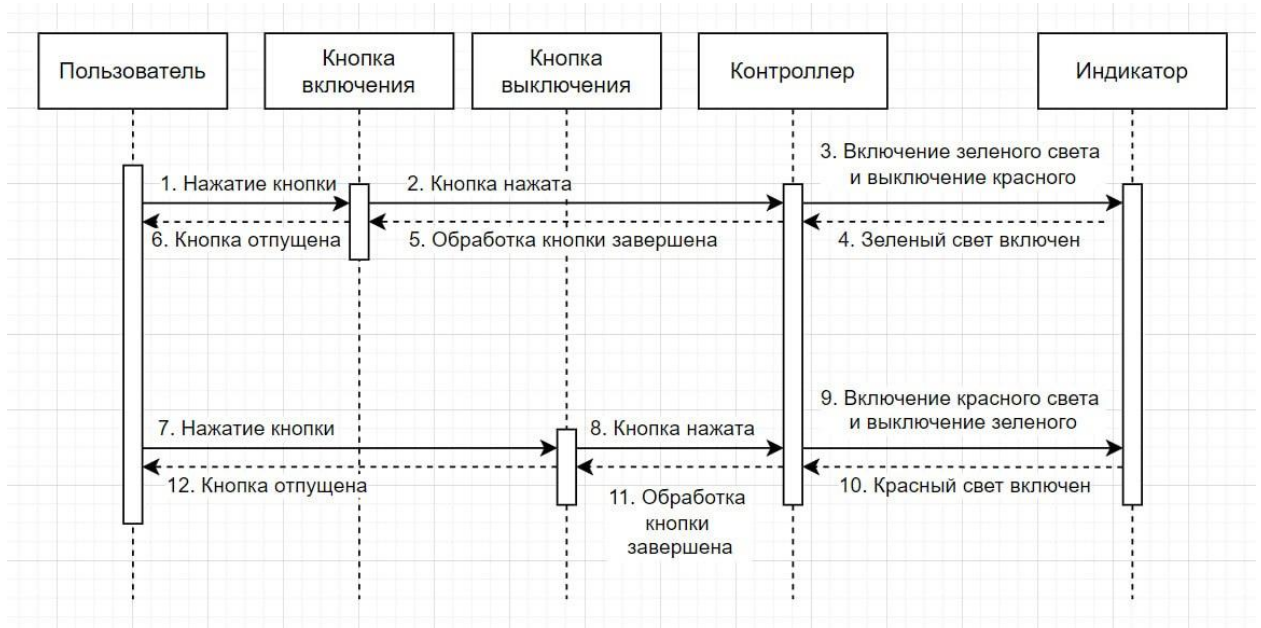 Пользователь
Кнопка
включения
Кнопка
выключения
Контроллер
Индикатор
3. Включение зеленого света
и выключение красного
1. Нажатие кнопки
2. Кнопка нажата
6. Кнопка отпущена
5. Обработка кнопки завершена
4. Зеленый свет включен
9. Включение красного света
и выключение зеленого
7. Нажатие кнопки
8. Кнопка нажата
12. Кнопка отпущена
11. Обработка
кнопки
завершена
10. Красный свет включен